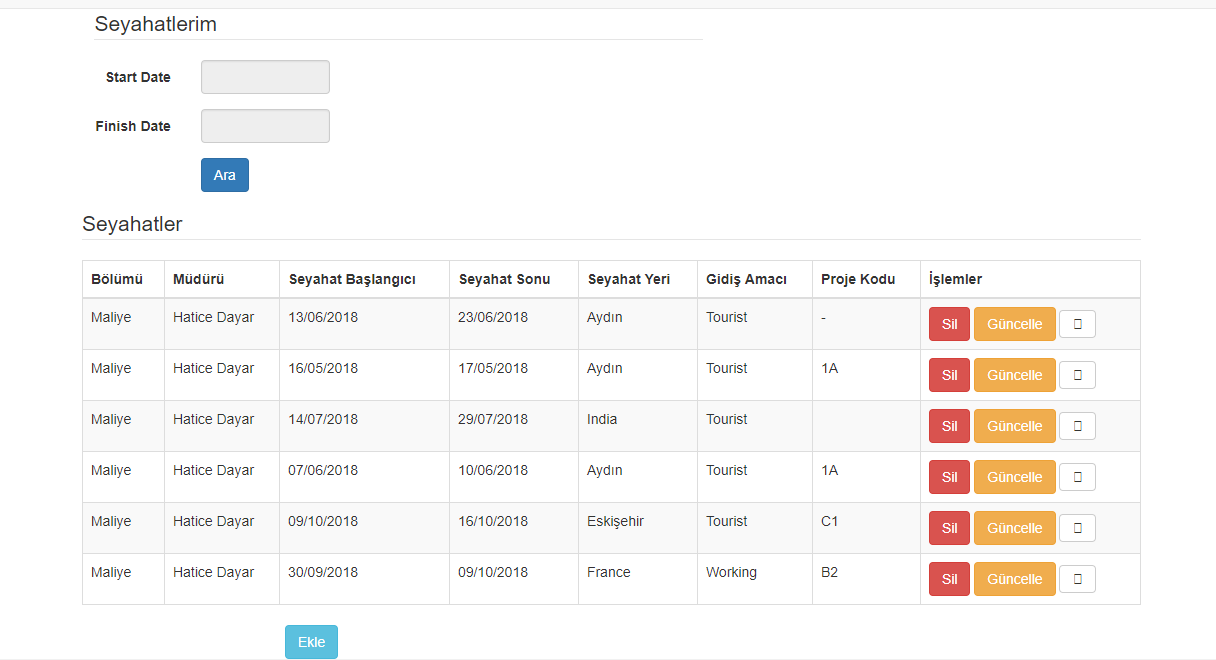 Seyahatlerim
Start Date
Finish Date
Ara
Seyahatler
Bölümü Müdürü Seyahat Başlangıcı Seyahat Sonu Seyahat Yeri Gidiş Amacı Proje Kodu İşlemler
Maliye Hatice Dayar 13/06/2018 23/06/2018 Aydın Tourist - Sil Güncelle
Maliye Hatice Dayar 16/05/2018 17/05/2018 Aydın Tourist 1A Sil Güncelle
Maliye Hatice Dayar 14/07/2018 29/07/2018 India Tourist Sil Güncelle
Maliye Hatice Dayar 07/06/2018 10/06/2018 Aydın Tourist 1A Sil Güncelle
Maliye Hatice Dayar 09/10/2018 16/10/2018 Eskişehir Tourist C1 Sil Güncelle
Maliye Hatice Dayar 30/09/2018 09/10/2018 France Working B2 Sil Güncelle
Ekle